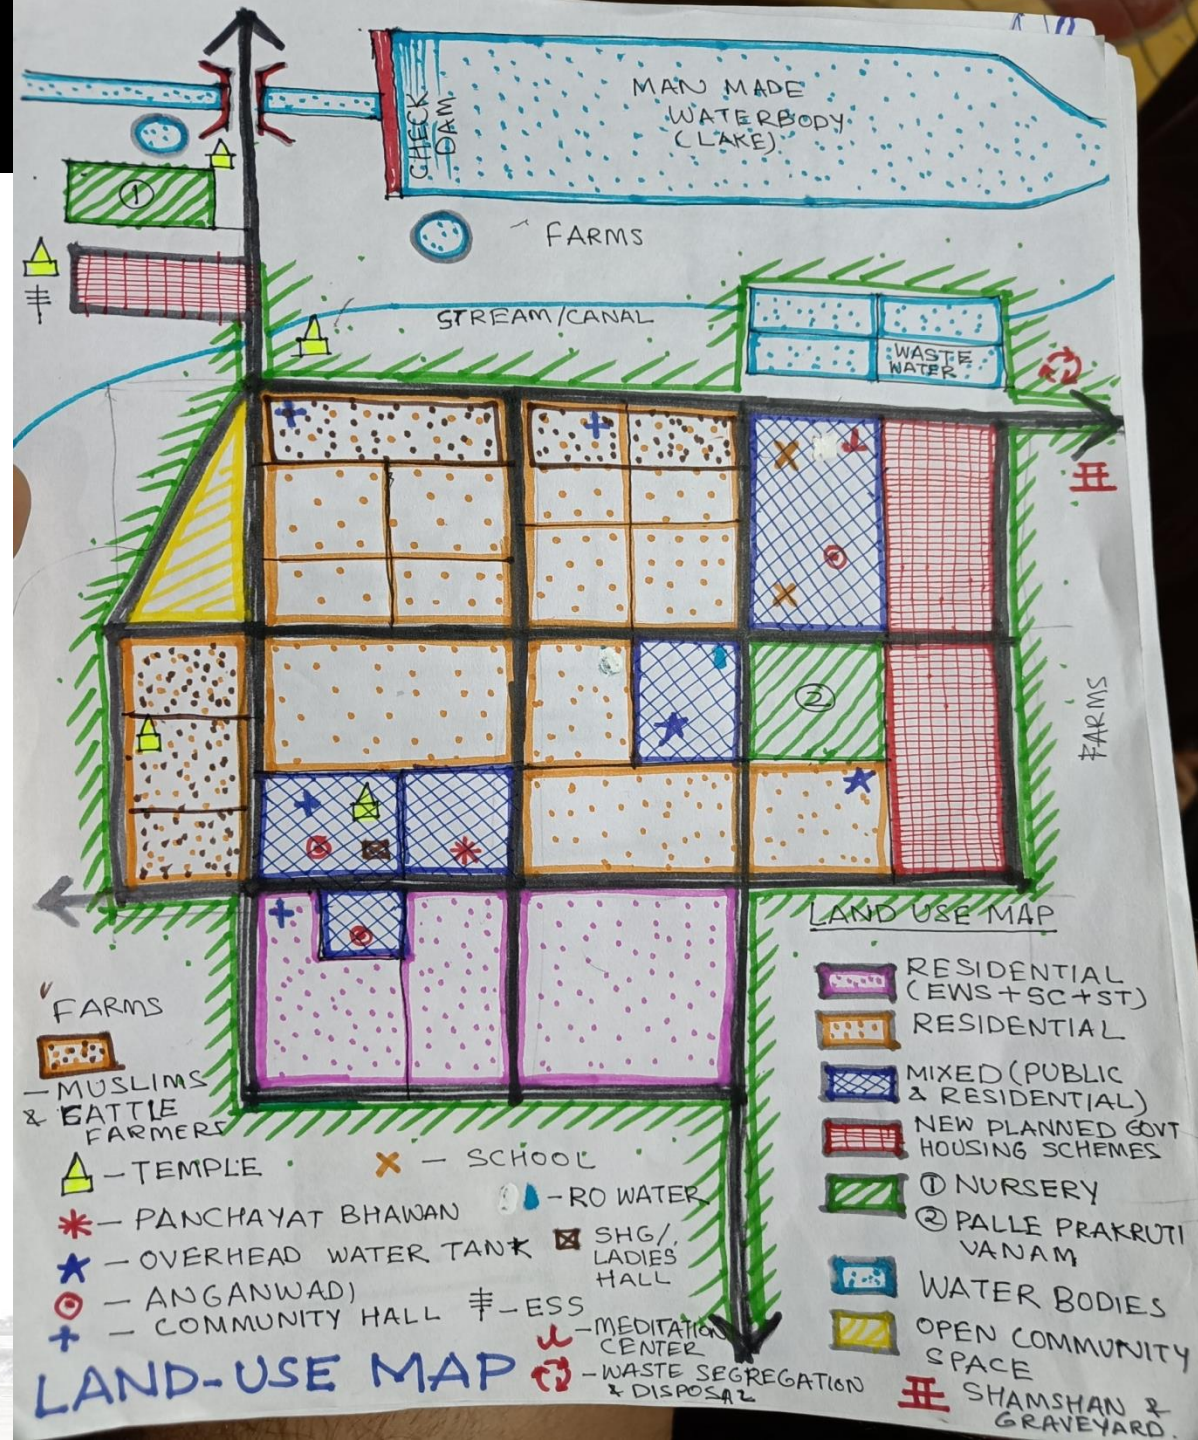 MAN MADE
WATERBODY
(LAKE)
CHECK
DAM
①
FARMS
STREAM/CANAL
WASTE
WATER
②
FARMS
LAND USE MAP
RESIDENTIAL
(EWS+SC+ST)
RESIDENTIAL
MIXED (PUBLIC
& RESIDENTIAL)
NEW PLANNED GOVT
HOUSING SCHEMES
① NURSERY
② PALLE PRAKRUTI
VANAM
WATER BODIES
OPEN COMMUNITY
SPACE
SHAMSHAN &
GRAVEYARD.
FARMS
– MUSLIMS
& CATTLE
FARMERS
– TEMPLE
– SCHOOL
– PANCHAYAT BHAWAN
– RO WATER
– OVERHEAD WATER TANK
SHG/
LADIES
HALL
– ANGANWADI
– COMMUNITY HALL
– ESS
– MEDITATION
CENTER
– WASTE SEGREGATION
& DISPOSAL
LAND-USE MAP